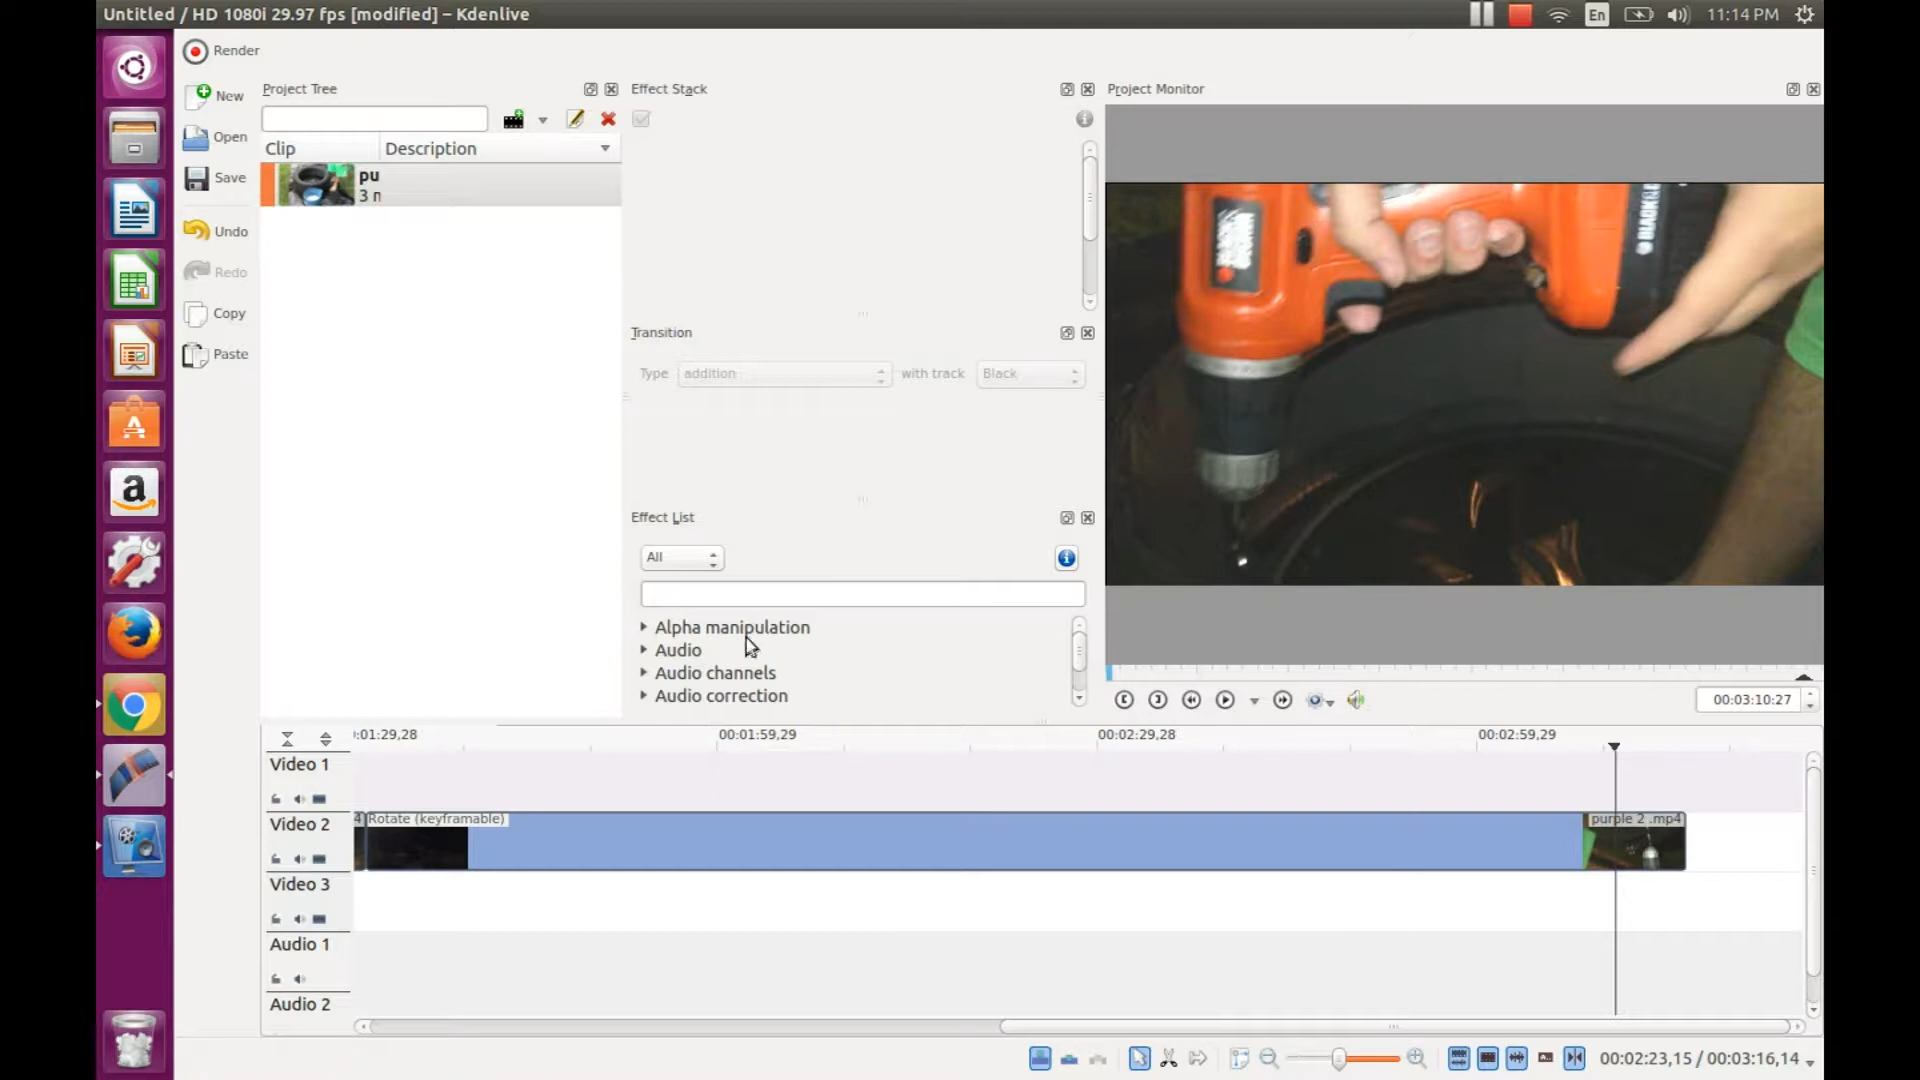 Untitled / HD 1080i 29.97 fps [modified] – Kdenlive
En
11:14 PM
Render
New
Open
Save
Undo
Redo
Copy
Paste
Project Tree
Clip
Description
pu
3 n
Effect Stack
Transition
Type
addition
with track
Black
Effect List
All
Alpha manipulation
Audio
Audio channels
Audio correction
Project Monitor
00:03:10:27
:01:29,28
00:01:59,29
00:02:29,28
00:02:59,29
Video 1
Video 2
4
Rotate (keyframable)
purple 2 .mp4
Video 3
Audio 1
Audio 2
00:02:23,15 / 00:03:16,14